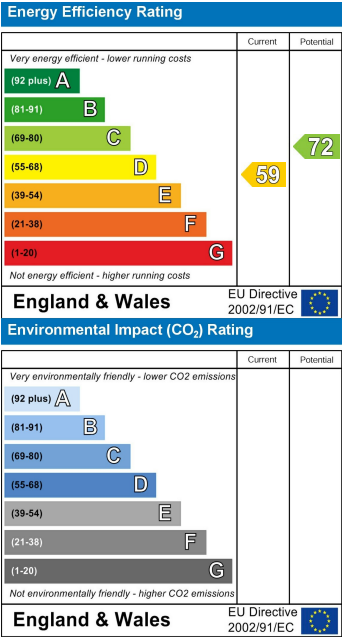 Energy Efficiency Rating
Current Potential
Very energy efficient - lower running costs
(92 plus) A
(81-91) B
(69-80) C
72
(55-68) D
59
(39-54) E
(21-38) F
(1-20) G
Not energy efficient - higher running costs
England & Wales
EU Directive
2002/91/EC
Environmental Impact (CO₂) Rating
Current Potential
Very environmentally friendly - lower CO2 emissions
(92 plus) A
(81-91) B
(69-80) C
(55-68) D
(39-54) E
(21-38) F
(1-20) G
Not environmentally friendly - higher CO2 emissions
England & Wales
EU Directive
2002/91/EC